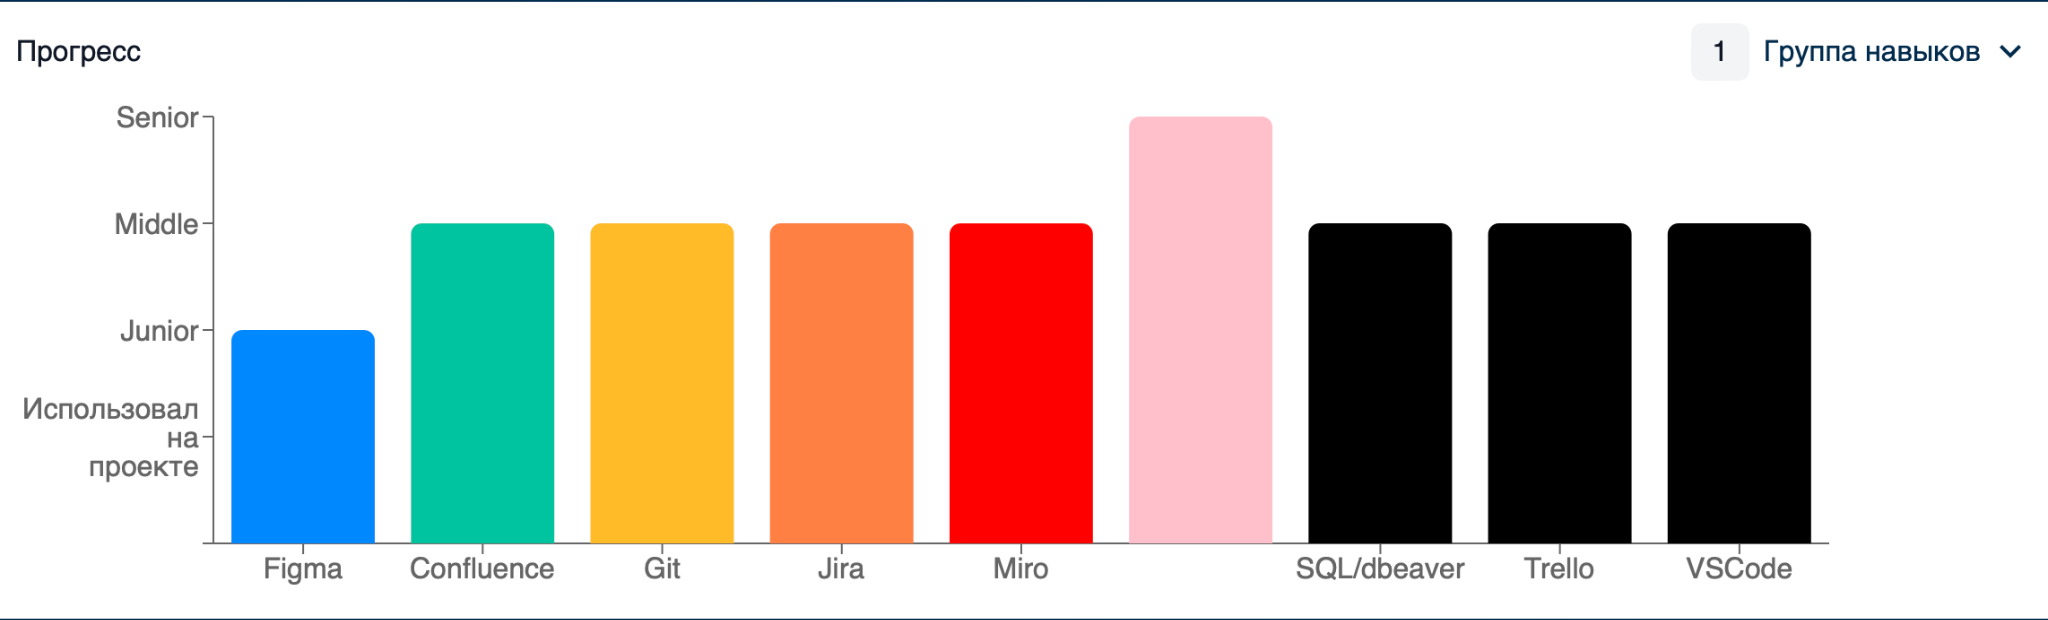 Прогресс
1 Группа навыков
Senior
Middle
Junior
Использовал
на
проекте
Figma Confluence Git Jira Miro SQL/dbeaver Trello VSCode